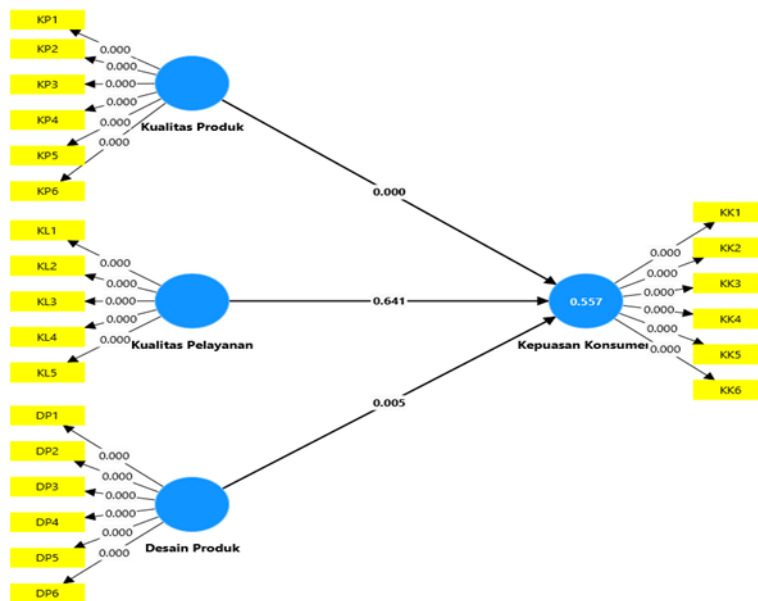 KP1
0.000
KP2
0.000
KP3
0.000
KP4
0.000
KP5
0.000
KP6
0.000
Kualitas Produk
0.000
KL1
0.000
KL2
0.000
KL3
0.000
KL4
0.000
KL5
0.000
Kualitas Pelayanan
0.641
DP1
0.000
DP2
0.000
DP3
0.000
DP4
0.000
DP5
0.000
DP6
0.000
Desain Produk
0.005
0.557
Kepuasan Konsumen
KK1
0.000
KK2
0.000
KK3
0.000
KK4
0.000
KK5
0.000
KK6
0.000